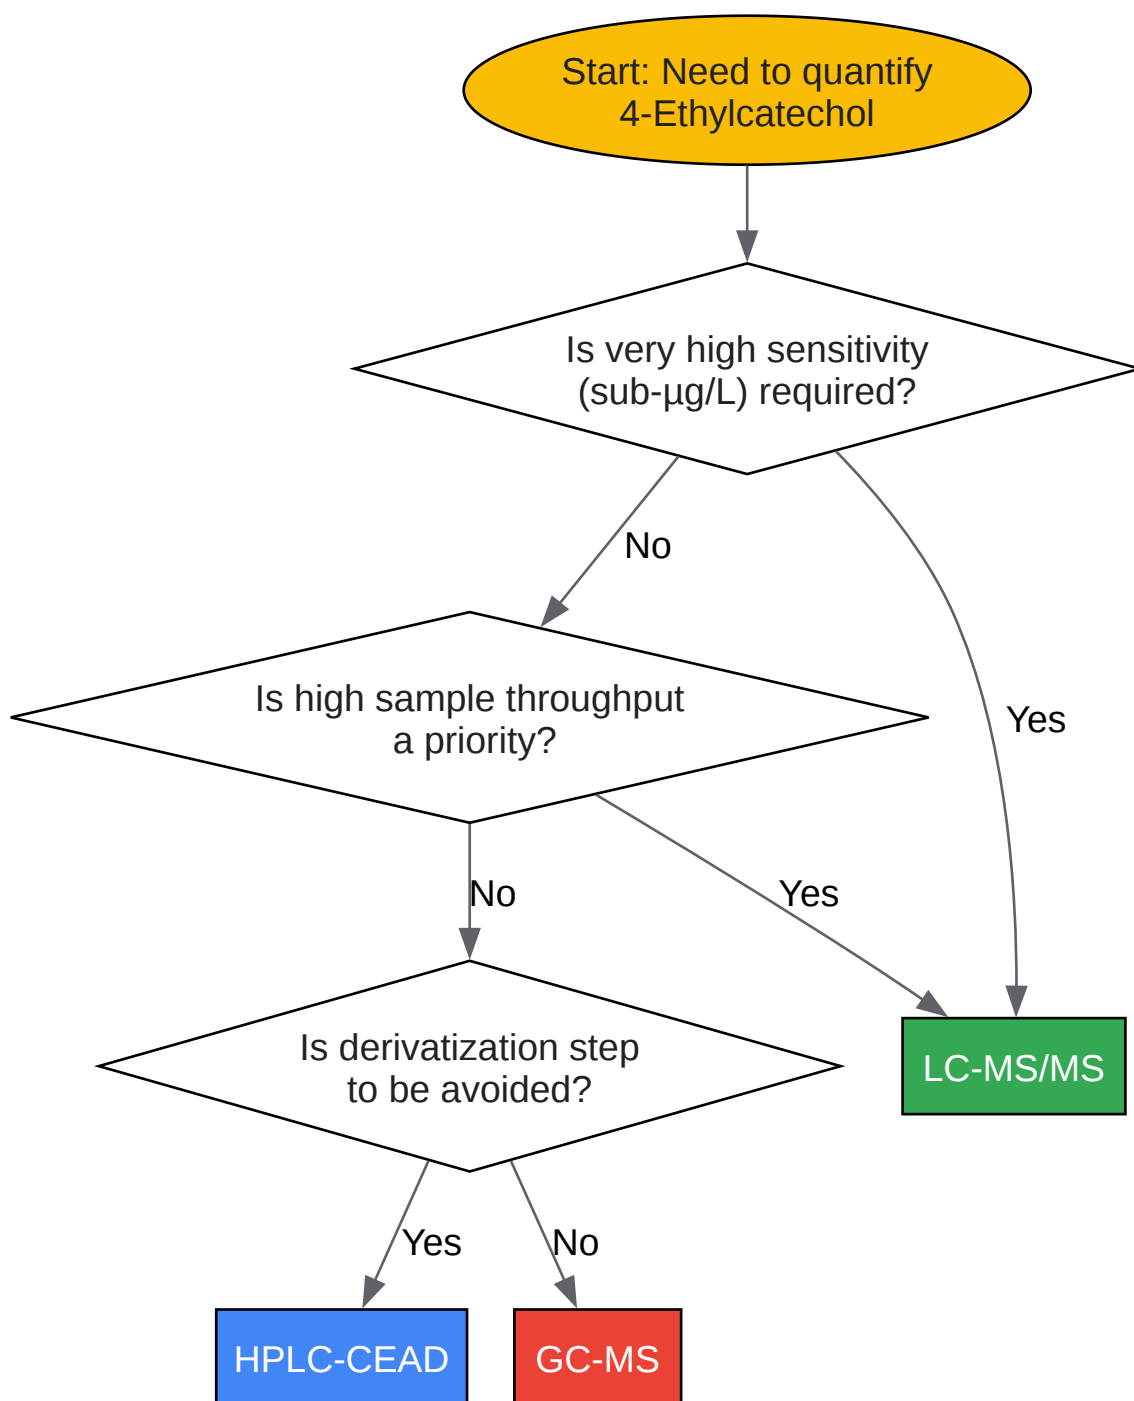 Start: Need to quantify
4-Ethylcatechol
Is very high sensitivity
(sub-µg/L) required?
No
Is high sample throughput
a priority?
Yes
No
Yes
Is derivatization step
to be avoided?
LC-MS/MS
Yes
No
HPLC-CEAD
GC-MS